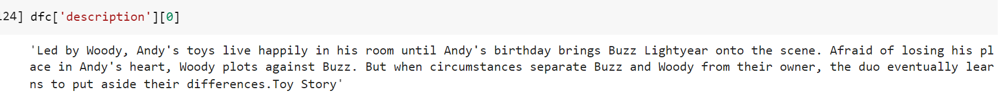 24] dfc['description'][0]
'Led by Woody, Andy's toys live happily in his room until Andy's birthday brings Buzz Lightyear onto the scene. Afraid of losing his pl
ace in Andy's heart, Woody plots against Buzz. But when circumstances separate Buzz and Woody from their owner, the duo eventually lear
ns to put aside their differences.Toy Story'